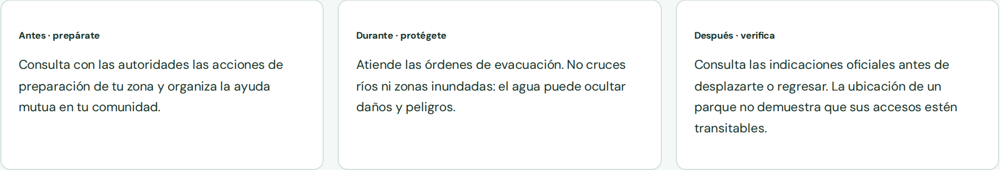 Antes · prepárate
Consulta con las autoridades las acciones de
preparación de tu zona y organiza la ayuda
mutua en tu comunidad.
Durante · protégete
Atiende las órdenes de evacuación. No cruces
ríos ni zonas inundadas: el agua puede ocultar
daños y peligros.
Después · verifica
Consulta las indicaciones oficiales antes de
desplazarte o regresar. La ubicación de un
parque no demuestra que sus accesos estén
transitables.